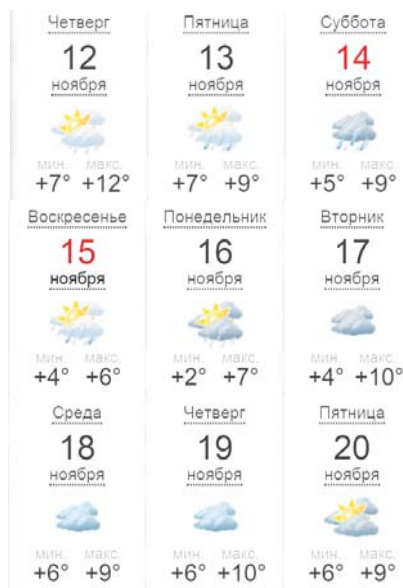 Четверг Пятница Суббота
12 13 14
ноября ноября ноября
мин. макс. мин. макс. мин. макс.
+7° +12° +7° +9° +5° +9°
Воскресенье Понедельник Вторник
15 16 17
ноября ноября ноября
мин. макс. мин. макс. мин. макс.
+4° +6° +2° +7° +4° +10°
Среда Четверг Пятница
18 19 20
ноября ноября ноября
мин. макс. мин. макс. мин. макс.
+6° +9° +6° +10° +6° +9°